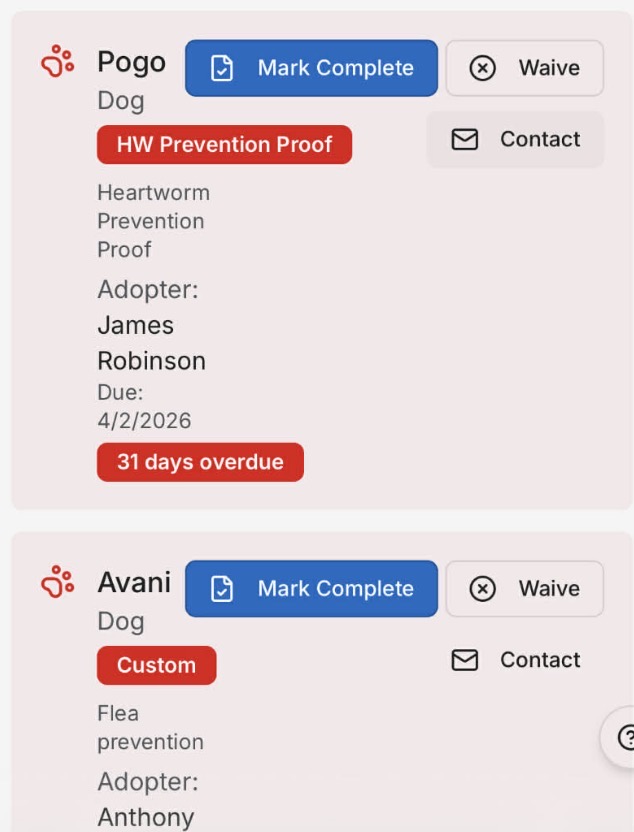 Pogo
Mark Complete
Waive
Dog
Contact
HW Prevention Proof
Heartworm
Prevention
Proof
Adopter:
James
Robinson
Due:
4/2/2026
31 days overdue
Avani
Mark Complete
Waive
Dog
Contact
Custom
Flea
prevention
Adopter:
Anthony